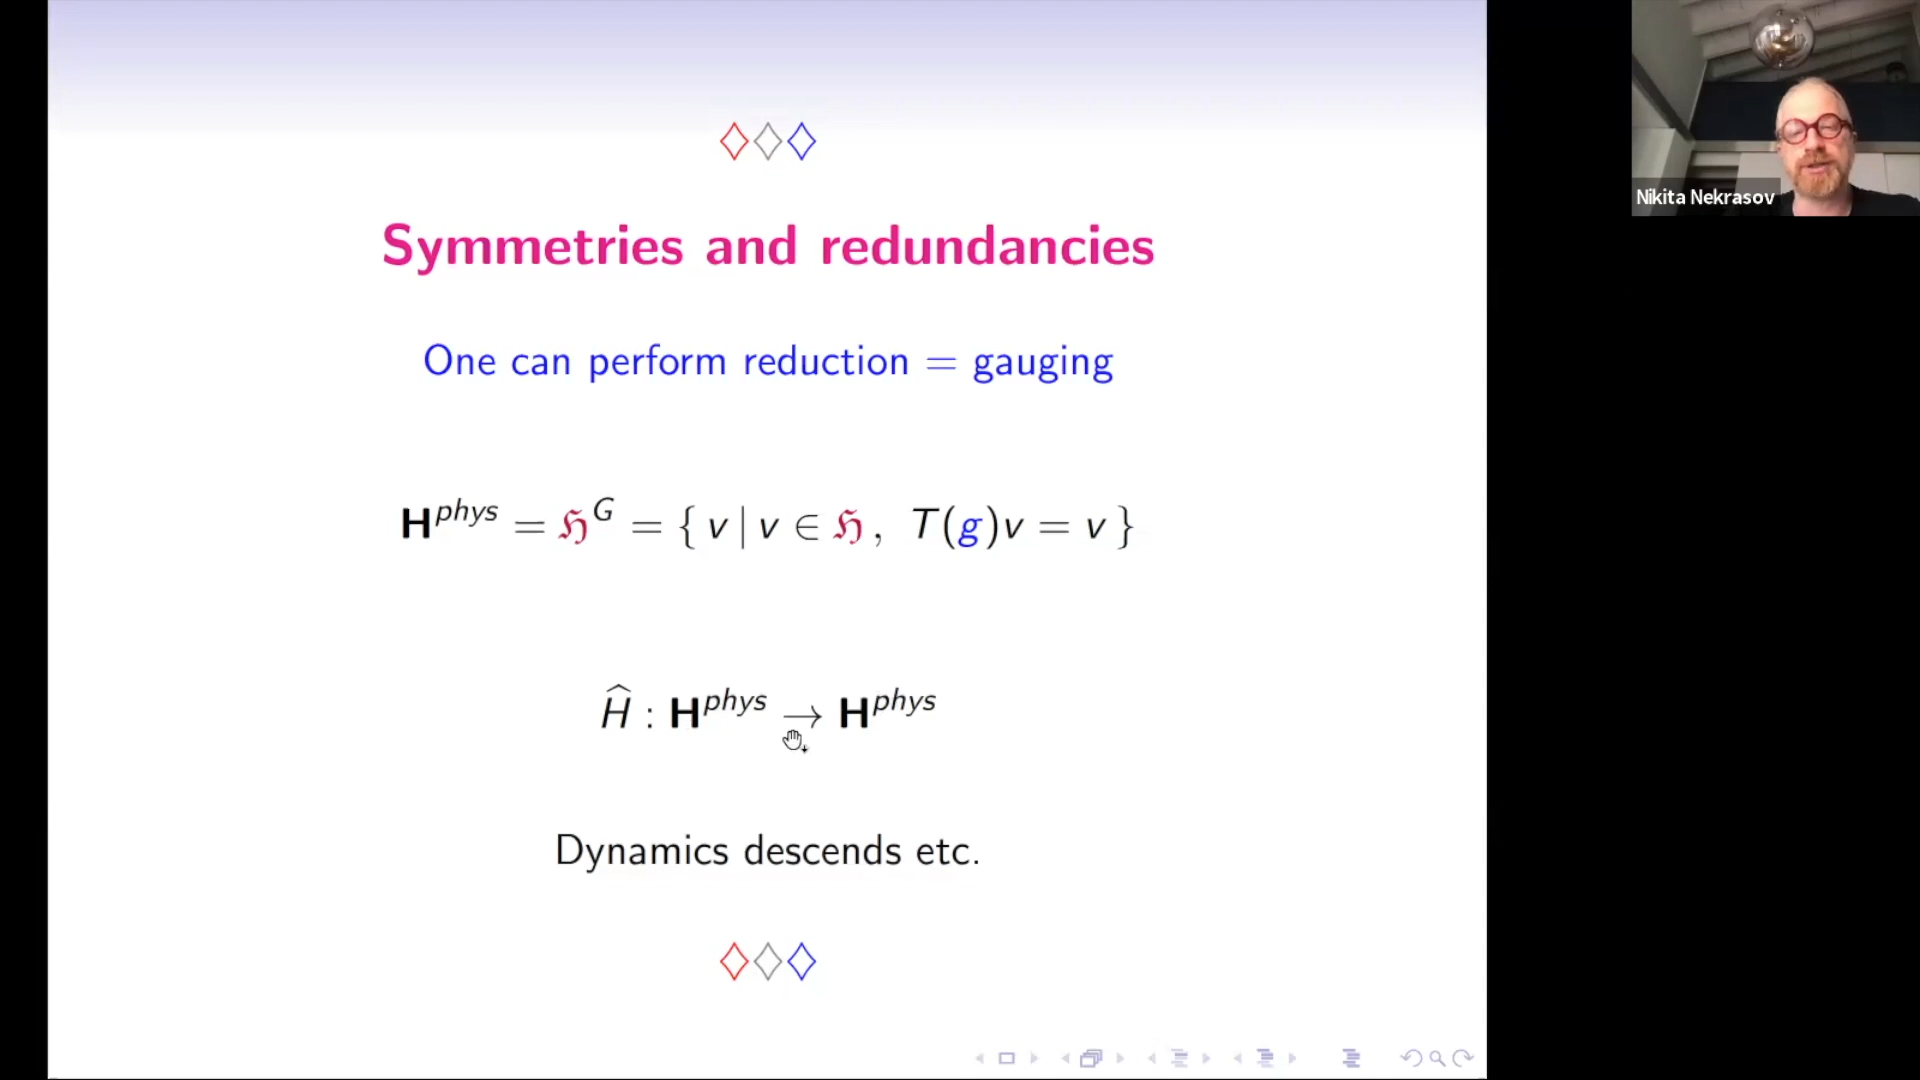 Symmetries and redundancies
One can perform reduction = gauging
H^phys = ℌ^G = { v | v ∈ ℌ , T(g)v = v }
Ĥ : H^phys → H^phys
Dynamics descends etc.
Nikita Nekrasov